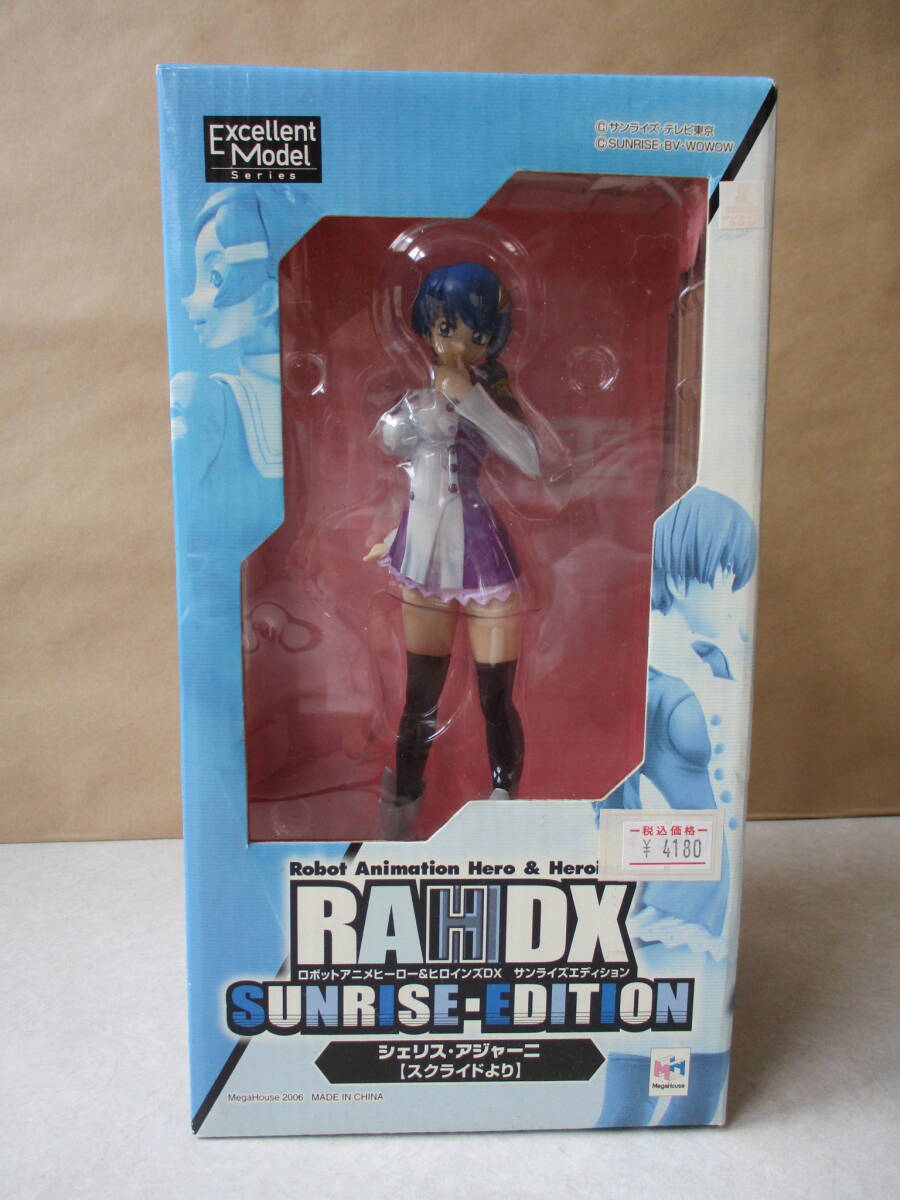 Excellent
Model
Series
©サンライズ・テレビ東京
©SUNRISE・BV・WOWOW
税込価格
¥ 4180
Robot Animation Hero &
RAHDX
ロボットアニメヒーロー&ヒロインズDX サンライズエディション
SUNRISE・EDITION
シェリス・アジャーニ
【スクライドより】
MegaHouse
MegaHouse 2006 MADE IN CHINA